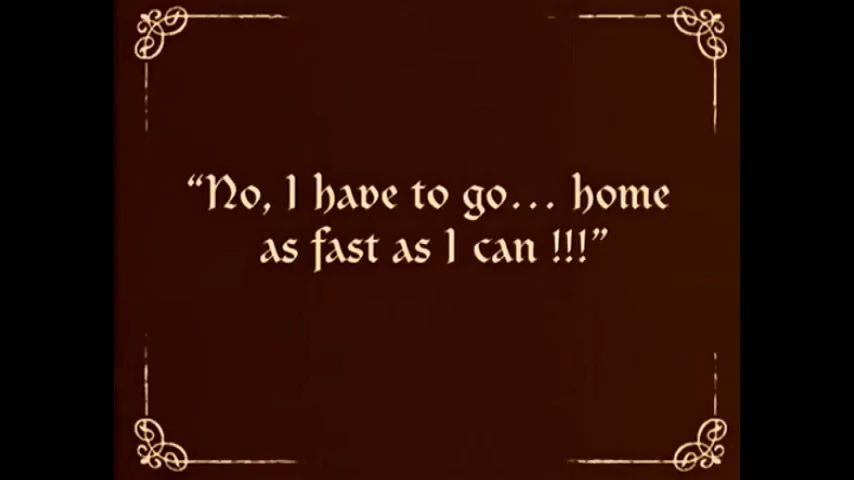 “No, I have to go... home
as fast as I can !!!”